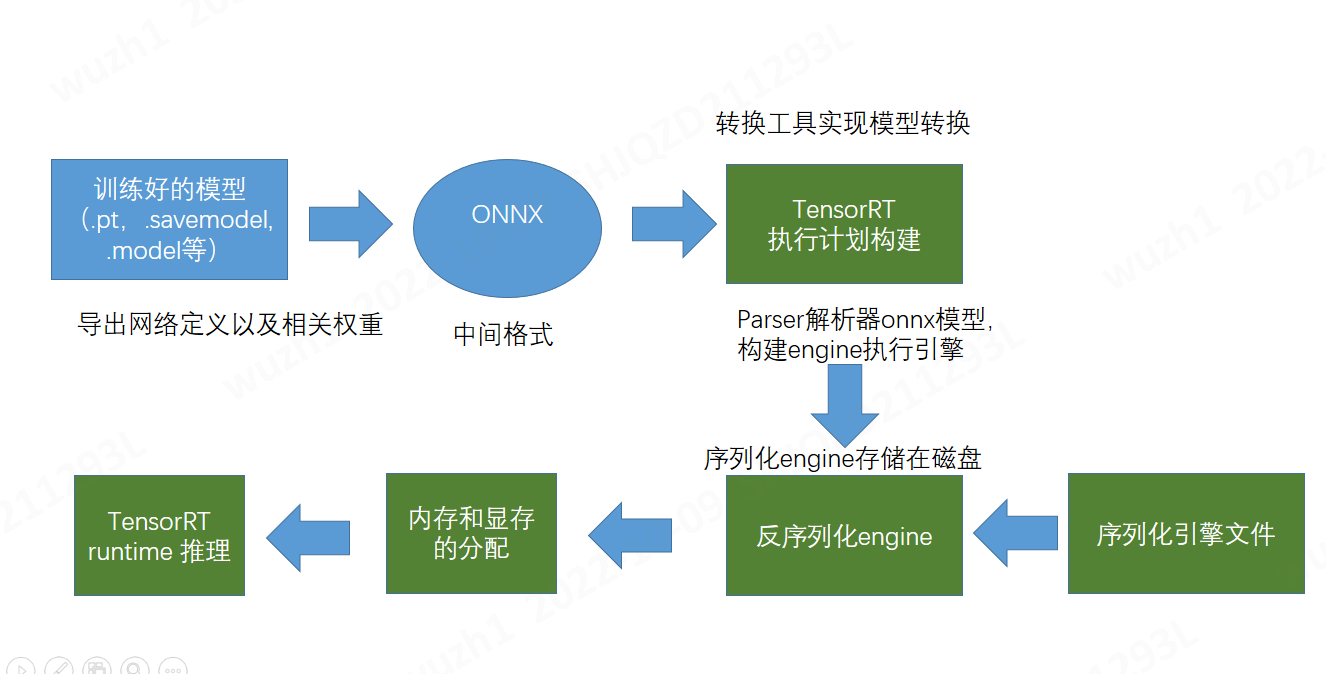 转换工具实现模型转换
训练好的模型
（.pt，.savemodel,
.model等）
ONNX
TensorRT
执行计划构建
导出网络定义以及相关权重
中间格式
Parser解析器onnx模型,
构建engine执行引擎
序列化engine存储在磁盘
TensorRT
runtime 推理
内存和显存
的分配
反序列化engine
序列化引擎文件